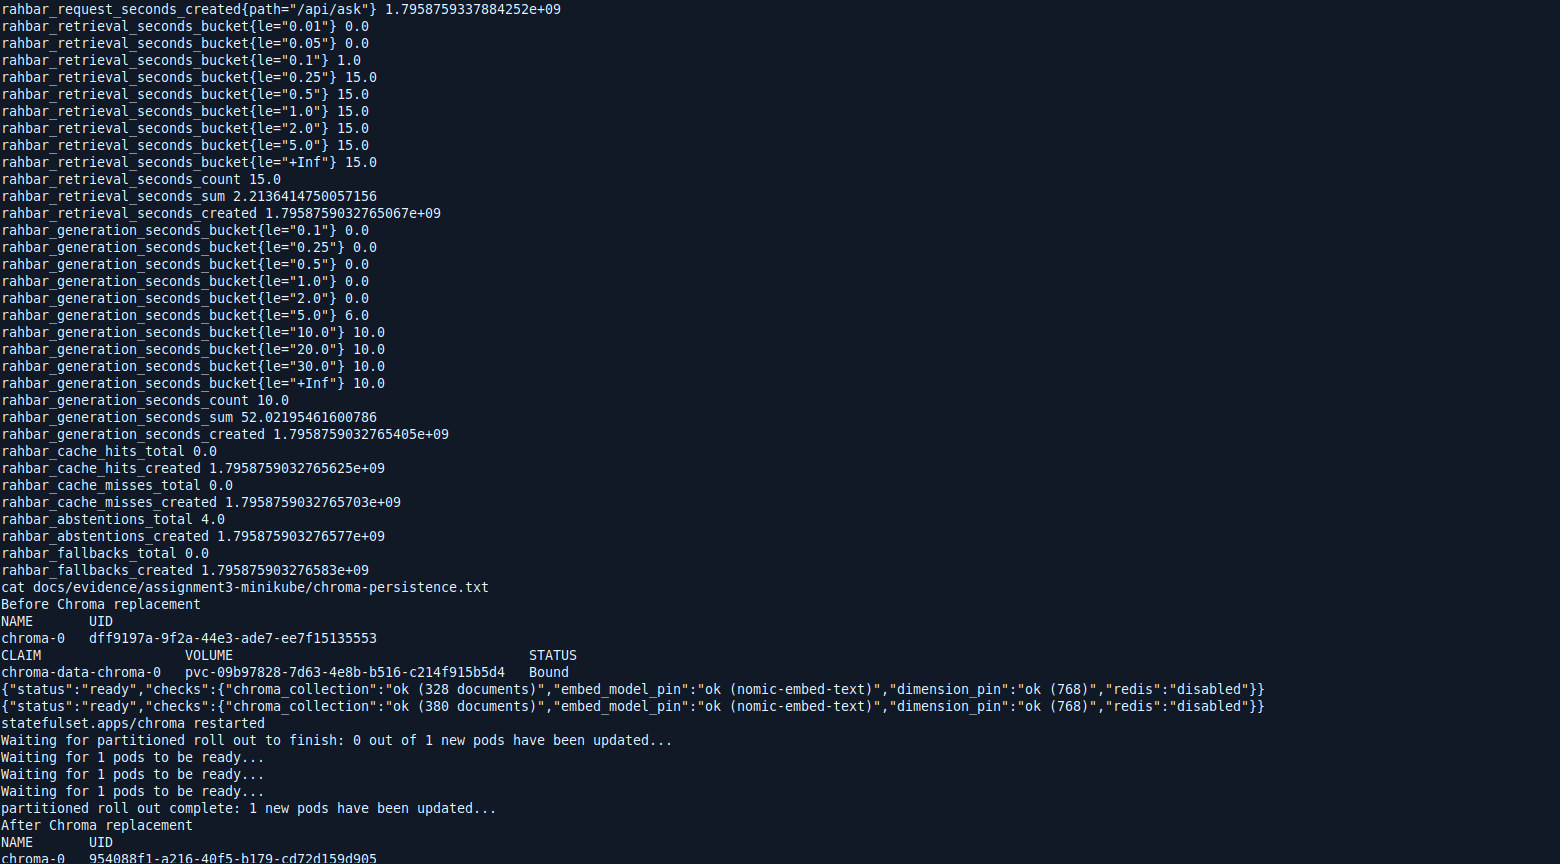 rahbar_request_seconds_created{path="/api/ask"} 1.7958759337884252e+09
rahbar_retrieval_seconds_bucket{le="0.01"} 0.0
rahbar_retrieval_seconds_bucket{le="0.05"} 0.0
rahbar_retrieval_seconds_bucket{le="0.1"} 1.0
rahbar_retrieval_seconds_bucket{le="0.25"} 15.0
rahbar_retrieval_seconds_bucket{le="0.5"} 15.0
rahbar_retrieval_seconds_bucket{le="1.0"} 15.0
rahbar_retrieval_seconds_bucket{le="2.0"} 15.0
rahbar_retrieval_seconds_bucket{le="5.0"} 15.0
rahbar_retrieval_seconds_bucket{le="+Inf"} 15.0
rahbar_retrieval_seconds_count 15.0
rahbar_retrieval_seconds_sum 2.2136414750057156
rahbar_retrieval_seconds_created 1.7958759032765067e+09
rahbar_generation_seconds_bucket{le="0.1"} 0.0
rahbar_generation_seconds_bucket{le="0.25"} 0.0
rahbar_generation_seconds_bucket{le="0.5"} 0.0
rahbar_generation_seconds_bucket{le="1.0"} 0.0
rahbar_generation_seconds_bucket{le="2.0"} 0.0
rahbar_generation_seconds_bucket{le="5.0"} 6.0
rahbar_generation_seconds_bucket{le="10.0"} 10.0
rahbar_generation_seconds_bucket{le="20.0"} 10.0
rahbar_generation_seconds_bucket{le="30.0"} 10.0
rahbar_generation_seconds_bucket{le="+Inf"} 10.0
rahbar_generation_seconds_count 10.0
rahbar_generation_seconds_sum 52.02195461600786
rahbar_generation_seconds_created 1.7958759032765405e+09
rahbar_cache_hits_total 0.0
rahbar_cache_hits_created 1.7958759032765625e+09
rahbar_cache_misses_total 0.0
rahbar_cache_misses_created 1.7958759032765703e+09
rahbar_abstentions_total 4.0
rahbar_abstentions_created 1.795875903276577e+09
rahbar_fallbacks_total 0.0
rahbar_fallbacks_created 1.795875903276583e+09
cat docs/evidence/assignment3-minikube/chroma-persistence.txt
Before Chroma replacement
NAME UID
chroma-0 dff9197a-9f2a-44e3-ade7-ee7f15135553
CLAIM VOLUME STATUS
chroma-data-chroma-0 pvc-09b97828-7d63-4e8b-b516-c214f915b5d4 Bound
{"status":"ready","checks":{"chroma_collection":"ok (328 documents)","embed_model_pin":"ok (nomic-embed-text)","dimension_pin":"ok (768)","redis":"disabled"}}
{"status":"ready","checks":{"chroma_collection":"ok (380 documents)","embed_model_pin":"ok (nomic-embed-text)","dimension_pin":"ok (768)","redis":"disabled"}}
statefulset.apps/chroma restarted
Waiting for partitioned roll out to finish: 0 out of 1 new pods have been updated...
Waiting for 1 pods to be ready...
Waiting for 1 pods to be ready...
Waiting for 1 pods to be ready...
partitioned roll out complete: 1 new pods have been updated...
After Chroma replacement
NAME UID
chroma-0 954088f1-a216-40f5-b179-cd72d159d905